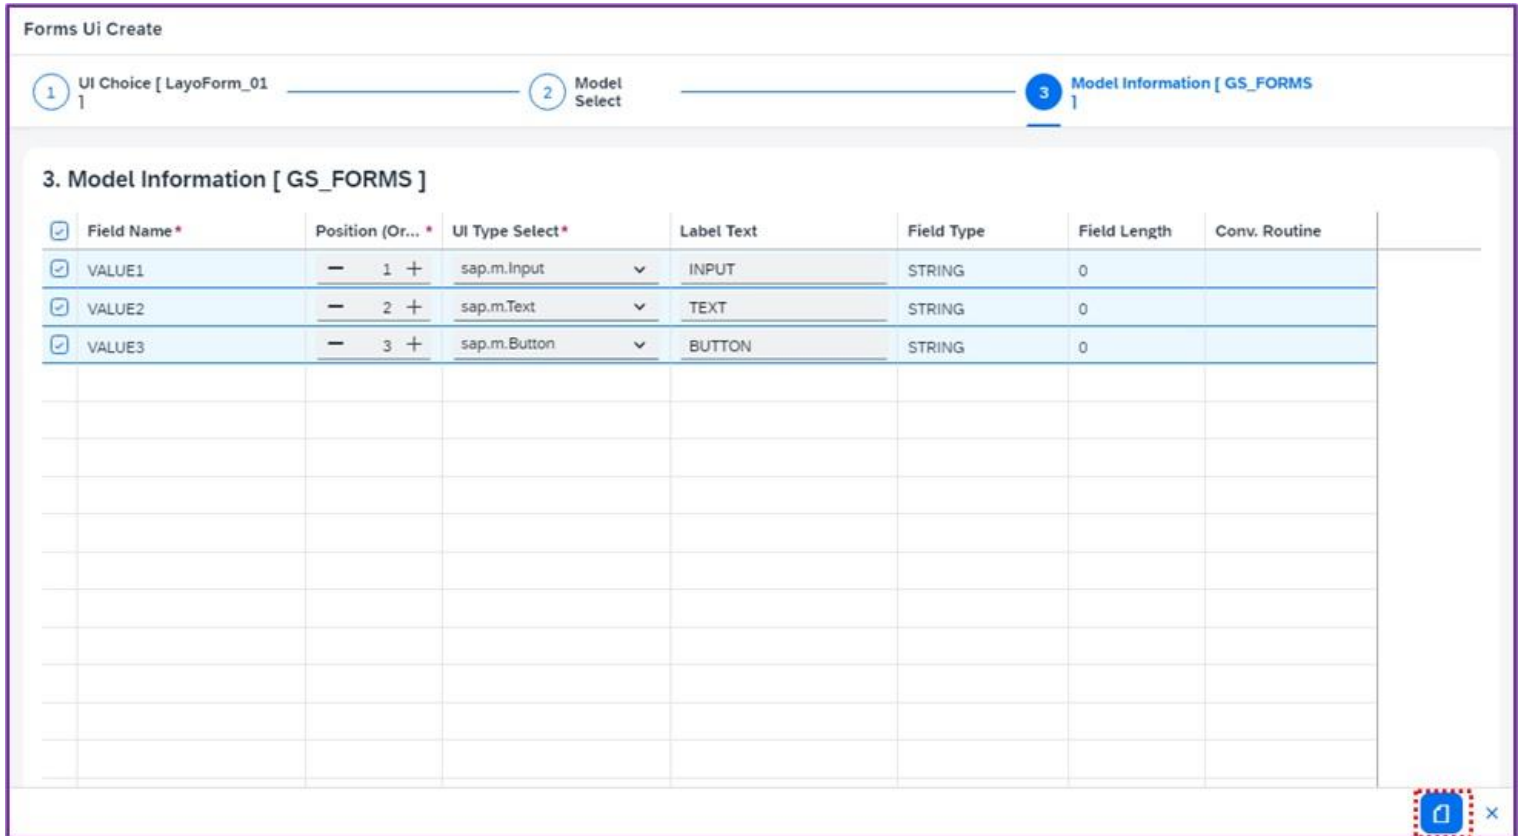 Forms Ui Create
1 UI Choice [ LayoForm_01
]
2 Model
Select
3 Model Information [ GS_FORMS
]
3. Model Information [ GS_FORMS ]
Field Name* Position (Or... * UI Type Select* Label Text Field Type Field Length Conv. Routine
VALUE1 − 1 + sap.m.Input INPUT STRING 0
VALUE2 − 2 + sap.m.Text TEXT STRING 0
VALUE3 − 3 + sap.m.Button BUTTON STRING 0